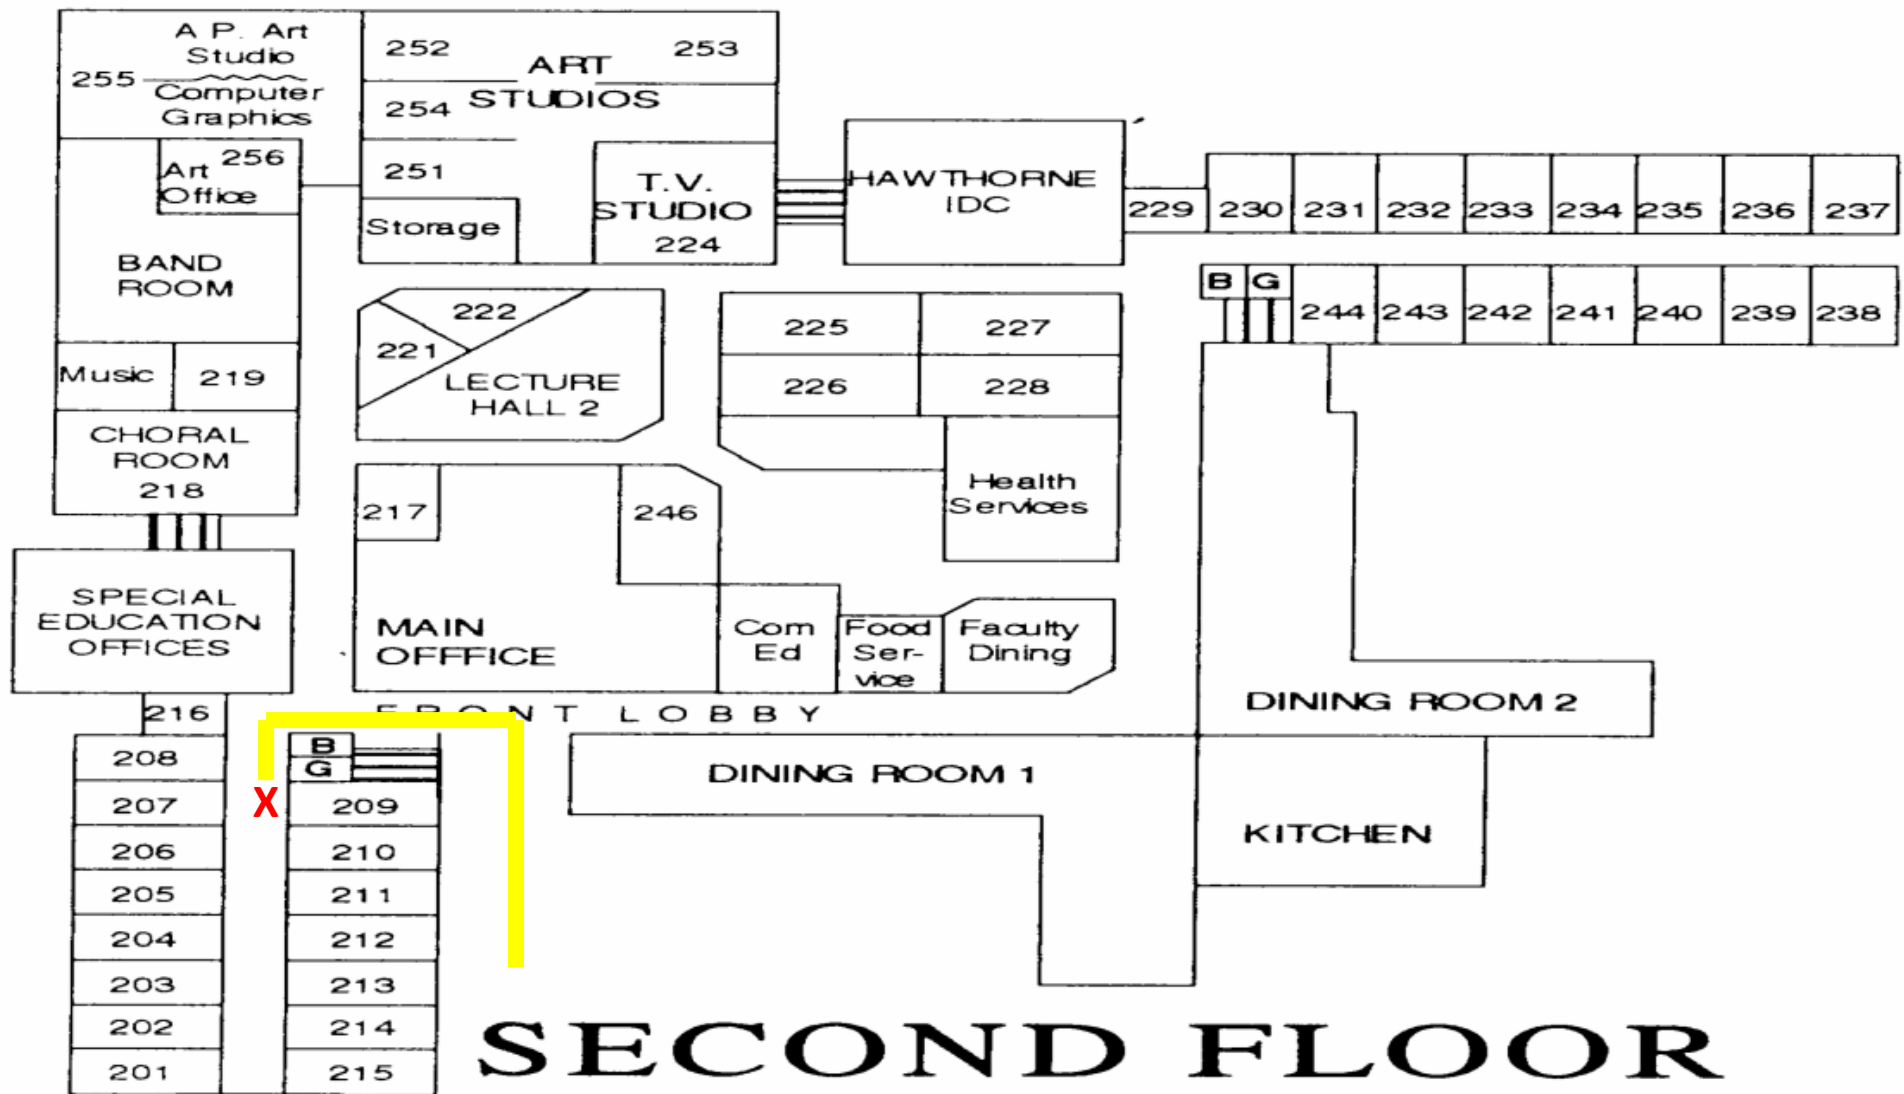 A P. Art
Studio
255
Computer
Graphics
252
ART
253
STUDIOS
254
256
Art
Office
251
T.V.
STUDIO
224
Storage
HAWTHORNE
IDC
229
230
231
232
233
234
235
236
237
BAND
ROOM
B G
244
243
242
241
240
239
238
222
221
LECTURE
HALL 2
225
227
226
228
Music
219
CHORAL
ROOM
218
217
246
Health
Services
SPECIAL
EDUCATION
OFFICES
MAIN
OFFFICE
Com
Ed
Food
Ser-
vice
Faculty
Dining
216
FRONT LOBBY
DINING ROOM 2
208
B
G
DINING ROOM 1
207
X
209
KITCHEN
206
210
205
211
204
212
203
213
202
214
201
215
SECOND FLOOR